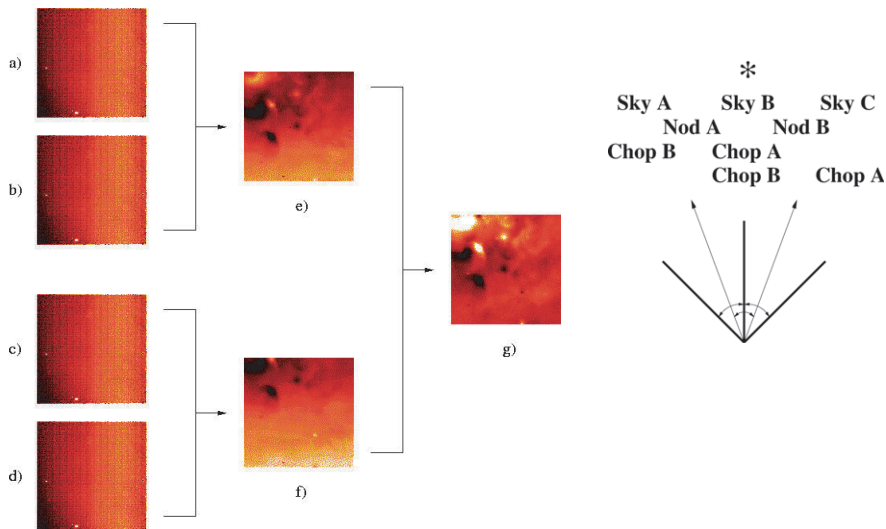 a)
b)
c)
d)
e)
f)
g)
*
Sky A Sky B Sky C
Nod A Nod B
Chop B Chop A
Chop B Chop A